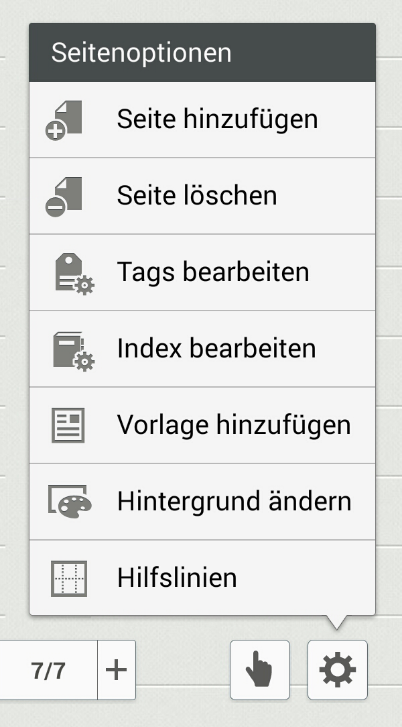 Seitenoptionen
Seite hinzufügen
Seite löschen
Tags bearbeiten
Index bearbeiten
Vorlage hinzufügen
Hintergrund ändern
Hilfslinien
7/7 +